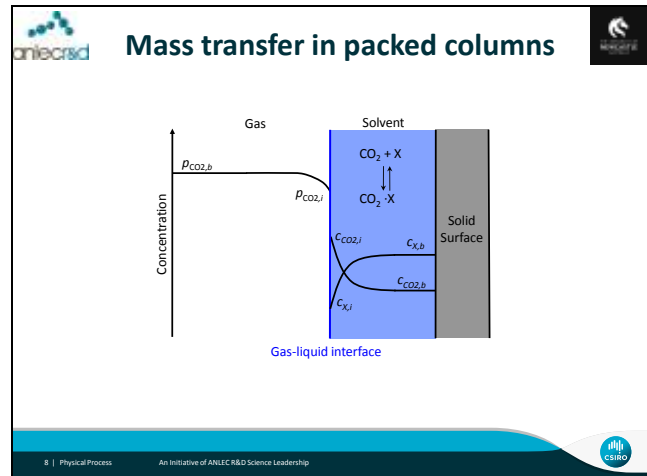 anlecr&d
Mass transfer in packed columns
Gas
Solvent
CO2 + X
CO2 ·X
pCO2,b
pCO2,i
cCO2,i
cX,b
cCO2,b
cX,i
Solid
Surface
Concentration
Gas-liquid interface
8 | Physical Process
An Initiative of ANLEC R&D Science Leadership
CSIRO